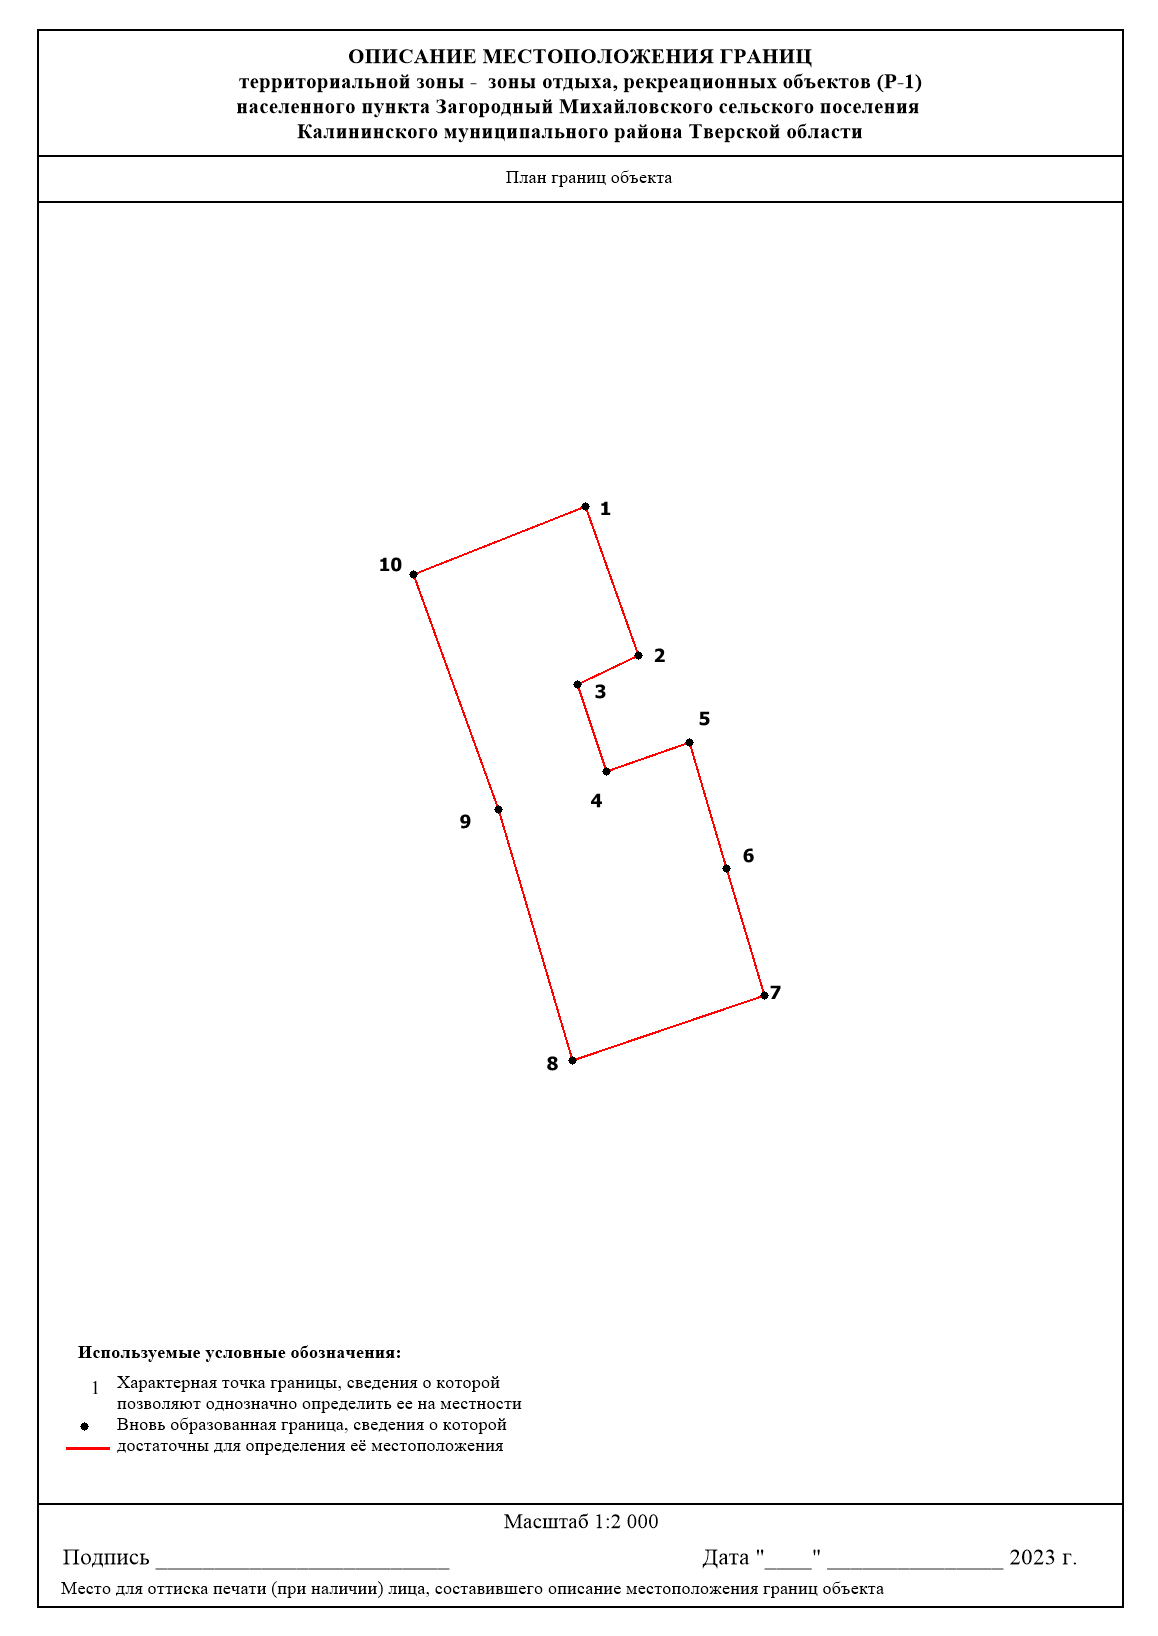 ОПИСАНИЕ МЕСТОПОЛОЖЕНИЯ ГРАНИЦ
территориальной зоны - зоны отдыха, рекреационных объектов (Р-1)
населенного пункта Загородный Михайловского сельского поселения
Калининского муниципального района Тверской области
План границ объекта
1
10
2
3
5
4
9
6
7
8
Используемые условные обозначения:
1 Характерная точка границы, сведения о которой
позволяют однозначно определить ее на местности
Вновь образованная граница, сведения о которой
достаточны для определения её местоположения
Масштаб 1:2 000
Подпись _________________________ Дата "____" _______________ 2023 г.
Место для оттиска печати (при наличии) лица, составившего описание местоположения границ объекта